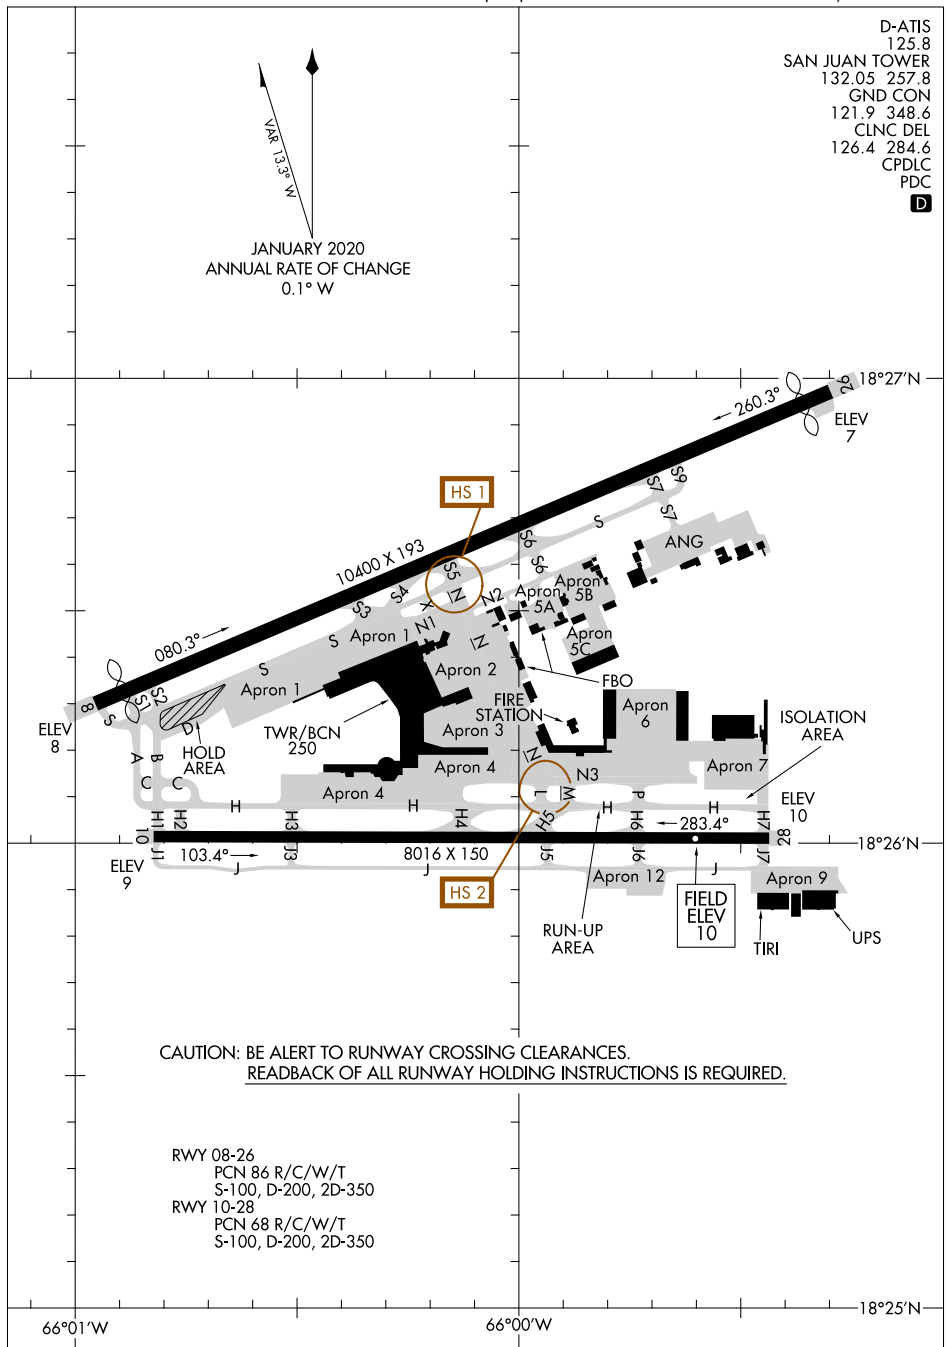 D-ATIS
125.8
SAN JUAN TOWER
132.05 257.8
GND CON
121.9 348.6
CLNC DEL
126.4 284.6
CPDLC
PDC
D
VAR 13.3° W
JANUARY 2020
ANNUAL RATE OF CHANGE
0.1° W
18°27'N
26
260.3°
ELEV
7
HS 1
S9
S7
S7
S
ANG
10400 X 193
S6
S6
S5
N
S4
S3
X
N1
N2
N
Apron
5A
Apron
5B
Apron
5C
080.3°
S
Apron 1
Apron 2
S
Apron 1
FBO
8
S
S1
S2
D
ELEV
8
HOLD
AREA
TWR/BCN
250
FIRE
STATION
Apron 3
Apron
6
ISOLATION
AREA
A
B
C
C
Apron 4
Apron 4
N
N3
Apron 7
L
M
P
H
H
H
H
ELEV
10
H1
H2
H3
H4
H5
H6
H7
283.4°
10
28
18°26'N
ELEV
9
J1
103.4°
J3
8016 X 150
J5
J6
J7
J
J
J
Apron 12
Apron 9
HS 2
FIELD
ELEV
10
RUN-UP
AREA
TIRI
UPS
CAUTION: BE ALERT TO RUNWAY CROSSING CLEARANCES.
READBACK OF ALL RUNWAY HOLDING INSTRUCTIONS IS REQUIRED.
RWY 08-26
PCN 86 R/C/W/T
S-100, D-200, 2D-350
RWY 10-28
PCN 68 R/C/W/T
S-100, D-200, 2D-350
18°25'N
66°01'W
66°00'W